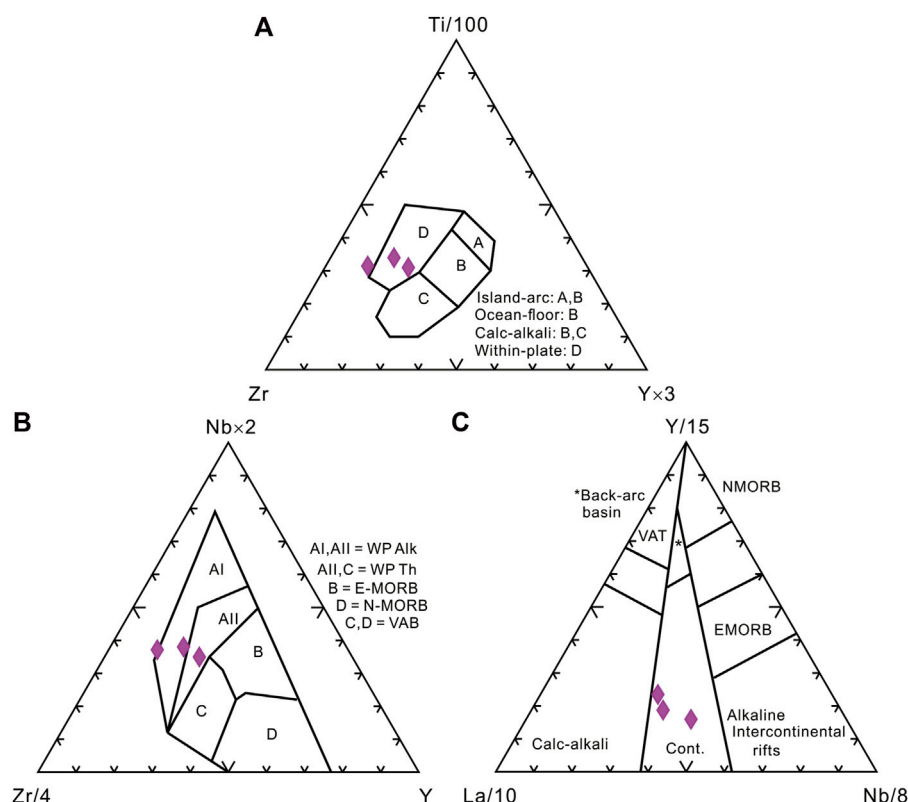 A
Ti/100
D
A
B
C
Island-arc: A,B
Ocean-floor: B
Calc-alkali: B,C
Within-plate: D
Zr
Y×3
B
Nb×2
AI
AII
B
C
D
AI,AII = WP Alk
AII,C = WP Th
B = E-MORB
D = N-MORB
C,D = VAB
Zr/4
Y
C
Y/15
*Back-arc
basin
NMORB
VAT
*
EMORB
Alkaline
Intercontinental
rifts
Calc-alkali
Cont.
La/10
Nb/8